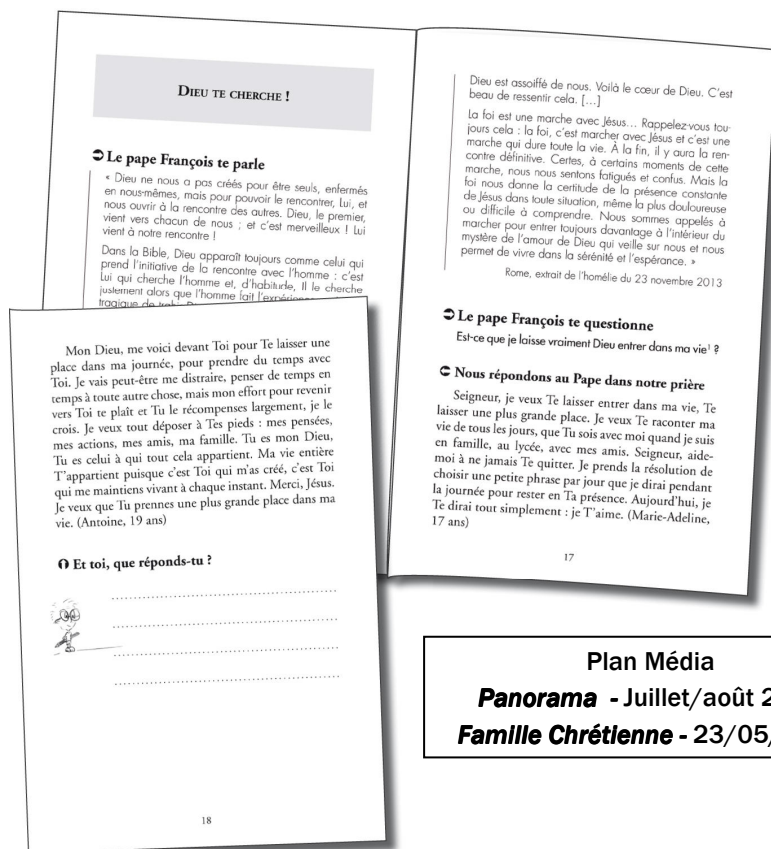 DIEU TE CHERCHE !
Le pape François te parle
« Dieu ne nous a pas créés pour être seuls, enfermés
en nous-mêmes, mais pour pouvoir le rencontrer, Lui, et
nous ouvrir à la rencontre des autres. Dieu, le premier,
vient vers chacun de nous ; et c'est merveilleux ! Lui
vient à notre rencontre !
Dans la Bible, Dieu apparaît toujours comme celui qui
prend l'initiative de la rencontre avec l'homme : c'est
Lui qui cherche l'homme et, d'habitude, Il le cherche
justement alors que l'homme fait l'expérience
tragique de
Dieu est assoiffé de nous. Voilà le cœur de Dieu. C'est
beau de ressentir cela. [...]
La foi est une marche avec Jésus... Rappelez-vous tou-
jours cela : la foi, c'est marcher avec Jésus et c'est une
marche qui dure toute la vie. À la fin, il y aura la ren-
contre définitive. Certes, à certains moments de cette
marche, nous nous sentons fatigués et confus. Mais la
foi nous donne la certitude de la présence constante
de Jésus dans toute situation, même la plus douloureuse
ou difficile à comprendre. Nous sommes appelés à
marcher pour entrer toujours davantage à l'intérieur du
mystère de l'amour de Dieu qui veille sur nous et nous
permet de vivre dans la sérénité et l'espérance. »
Rome, extrait de l'homélie du 23 novembre 2013
Le pape François te questionne
Est-ce que je laisse vraiment Dieu entrer dans ma vie¹ ?
Nous répondons au Pape dans notre prière
Seigneur, je veux Te laisser entrer dans ma vie, Te
laisser une plus grande place. Je veux Te raconter ma
vie de tous les jours, que Tu sois avec moi quand je suis
en famille, au lycée, avec mes amis. Seigneur, aide-
moi à ne jamais Te quitter. Je prends la résolution de
choisir une petite phrase par jour que je dirai pendant
la journée pour rester en Ta présence. Aujourd'hui, je
Te dirai tout simplement : je T'aime. (Marie-Adeline,
17 ans)
17
Mon Dieu, me voici devant Toi pour Te laisser une
place dans ma journée, pour prendre du temps avec
Toi. Je vais peut-être me distraire, penser de temps en
temps à toute autre chose, mais mon effort pour revenir
vers Toi te plaît et Tu le récompenses largement, je le
crois. Je veux tout déposer à Tes pieds : mes pensées,
mes actions, mes amis, ma famille. Tu es mon Dieu,
Tu es celui à qui tout cela appartient. Ma vie entière
T'appartient puisque c'est Toi qui m'as créé, c'est Toi
qui me maintiens vivant à chaque instant. Merci, Jésus.
Je veux que Tu prennes une plus grande place dans ma
vie. (Antoine, 19 ans)
Et toi, que réponds-tu ?
18
Plan Média
Panorama - Juillet/août 2
Famille Chrétienne - 23/05/